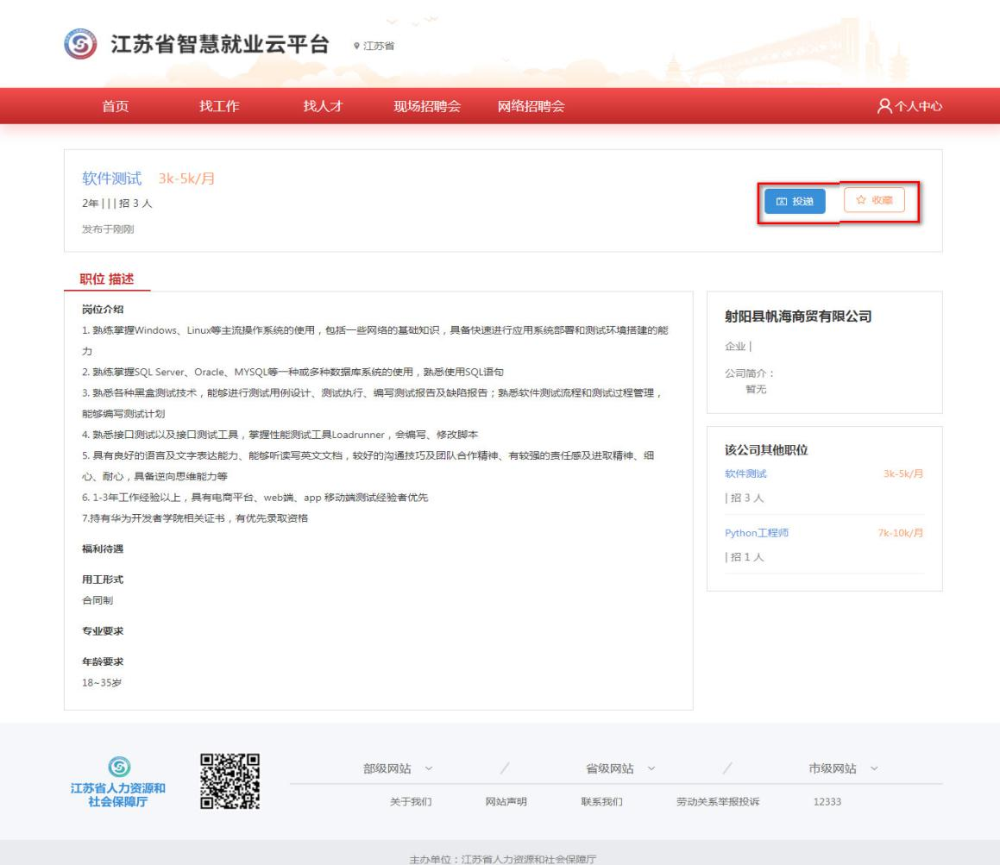 江苏省智慧就业云平台 江苏省
首页 找工作 找人才 现场招聘会 网络招聘会 个人中心
软件测试 3k-5k/月
2年 | | | 招 3 人
发布于刚刚
投递 收藏
职位 描述
岗位介绍
1. 熟练掌握Windows、Linux等主流操作系统的使用，包括一些网络的基础知识，具备快速进行应用系统部署和测试环境搭建的能
力
2. 熟练掌握SQL Server、Oracle、MYSQL等一种或多种数据库系统的使用，熟悉使用SQL语句
3. 熟悉各种黑盒测试技术，能够进行测试用例设计、测试执行、编写测试报告及缺陷报告；熟悉软件测试流程和测试过程管理，
能够编写测试计划
4. 熟悉接口测试以及接口测试工具，掌握性能测试工具Loadrunner，会编写、修改脚本
5. 具有良好的语言及文字表达能力、能够听读写英文文档，较好的沟通技巧及团队合作精神、有较强的责任感及进取精神、细
心、耐心，具备逆向思维能力等
6. 1-3年工作经验以上，具有电商平台、web端、app 移动端测试经验者优先
7.持有华为开发者学院相关证书，有优先录取资格
福利待遇
用工形式
合同制
专业要求
年龄要求
18~35岁
射阳县帆海商贸有限公司
企业 |
公司简介：
暂无
该公司其他职位
软件测试 3k-5k/月
| 招 3 人
Python工程师 7k-10k/月
| 招 1 人
江苏省人力资源和
社会保障厅
部级网站 省级网站 市级网站
关于我们 网站声明 联系我们 劳动关系举报投诉 12333
主办单位：江苏省人力资源和社会保障厅